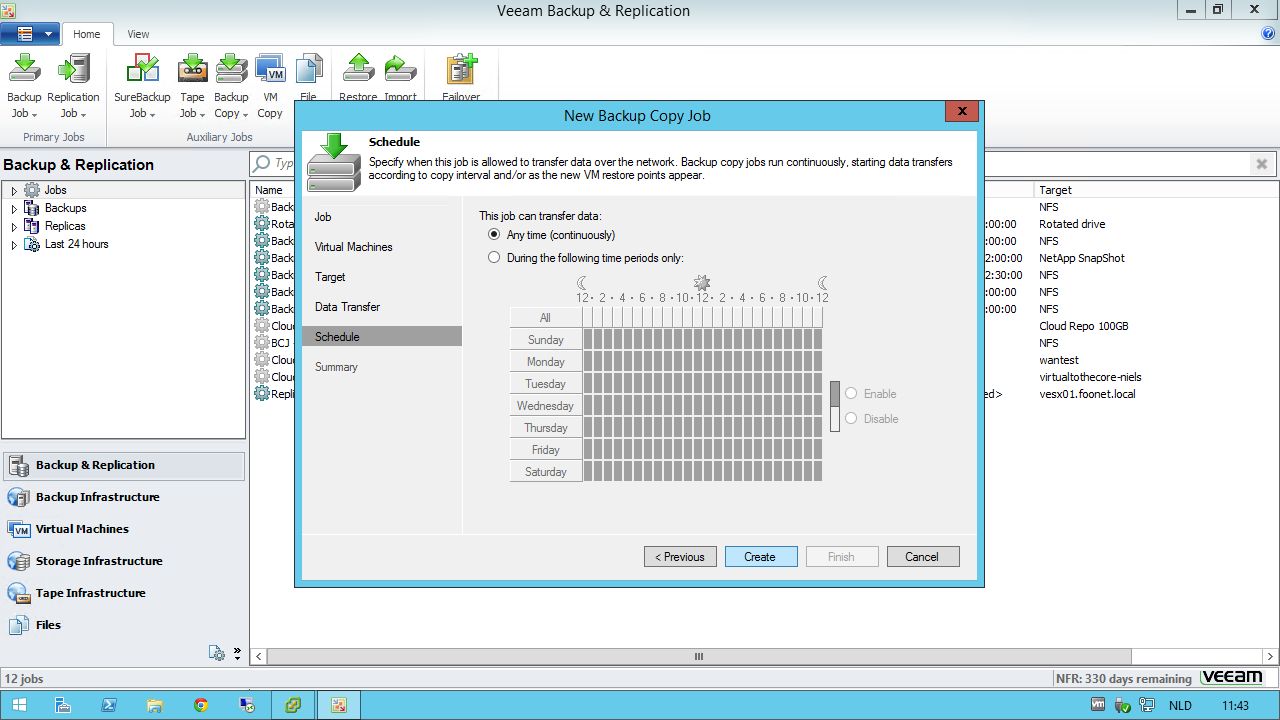 Veeam Backup & Replication
Home
View
Backup Job
Replication Job
SureBackup Job
Tape Job
Backup Copy
VM Copy
File
Restore
Import
Failover
Primary Jobs
Auxiliary Jobs
New Backup Copy Job
Schedule
Specify when this job is allowed to transfer data over the network. Backup copy jobs run continuously, starting data transfers
according to copy interval and/or as the new VM restore points appear.
Backup & Replication
Jobs
Backups
Replicas
Last 24 hours
Name
Target
Back
NFS
Rota
:00:00
Rotated drive
Back
:00:00
NFS
Back
2:00:00
NetApp SnapShot
Back
:30:00
NFS
Back
:00:00
NFS
Back
:00:00
NFS
Cloud
Cloud Repo 100GB
BCJ
NFS
Cloud
wantest
Cloud
virtualtothecore-niels
Repli
ed>
vesx01.foonet.local
Job
Virtual Machines
Target
Data Transfer
Schedule
Summary
This job can transfer data:
Any time (continuously)
During the following time periods only:
12 · 2 · 4 · 6 · 8 · 10 · 12 · 2 · 4 · 6 · 8 · 10 · 12
All
Sunday
Monday
Tuesday
Wednesday
Thursday
Friday
Saturday
Enable
Disable
< Previous
Create
Finish
Cancel
Backup & Replication
Backup Infrastructure
Virtual Machines
Storage Infrastructure
Tape Infrastructure
Files
12 jobs
NFR: 330 days remaining
veeam
NLD
11:43